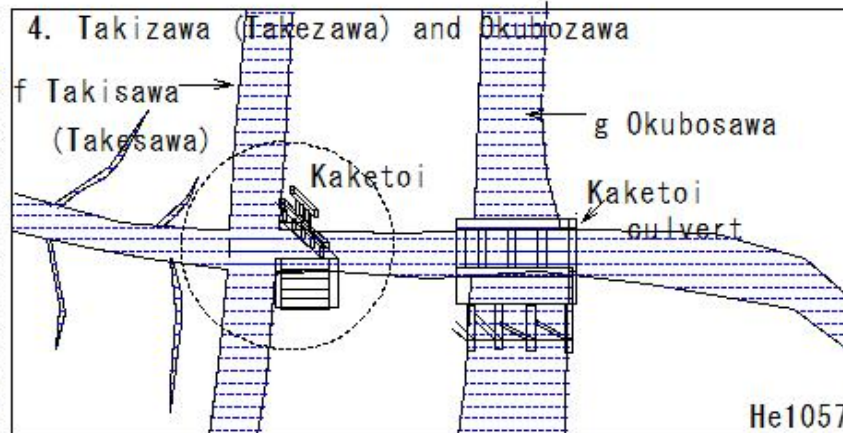 4. Takizawa (Takezawa) and Okubozawa
f Takisawa
(Takesawa)
g Okubosawa
Kaketoi
Kaketoi
culvert
He1057